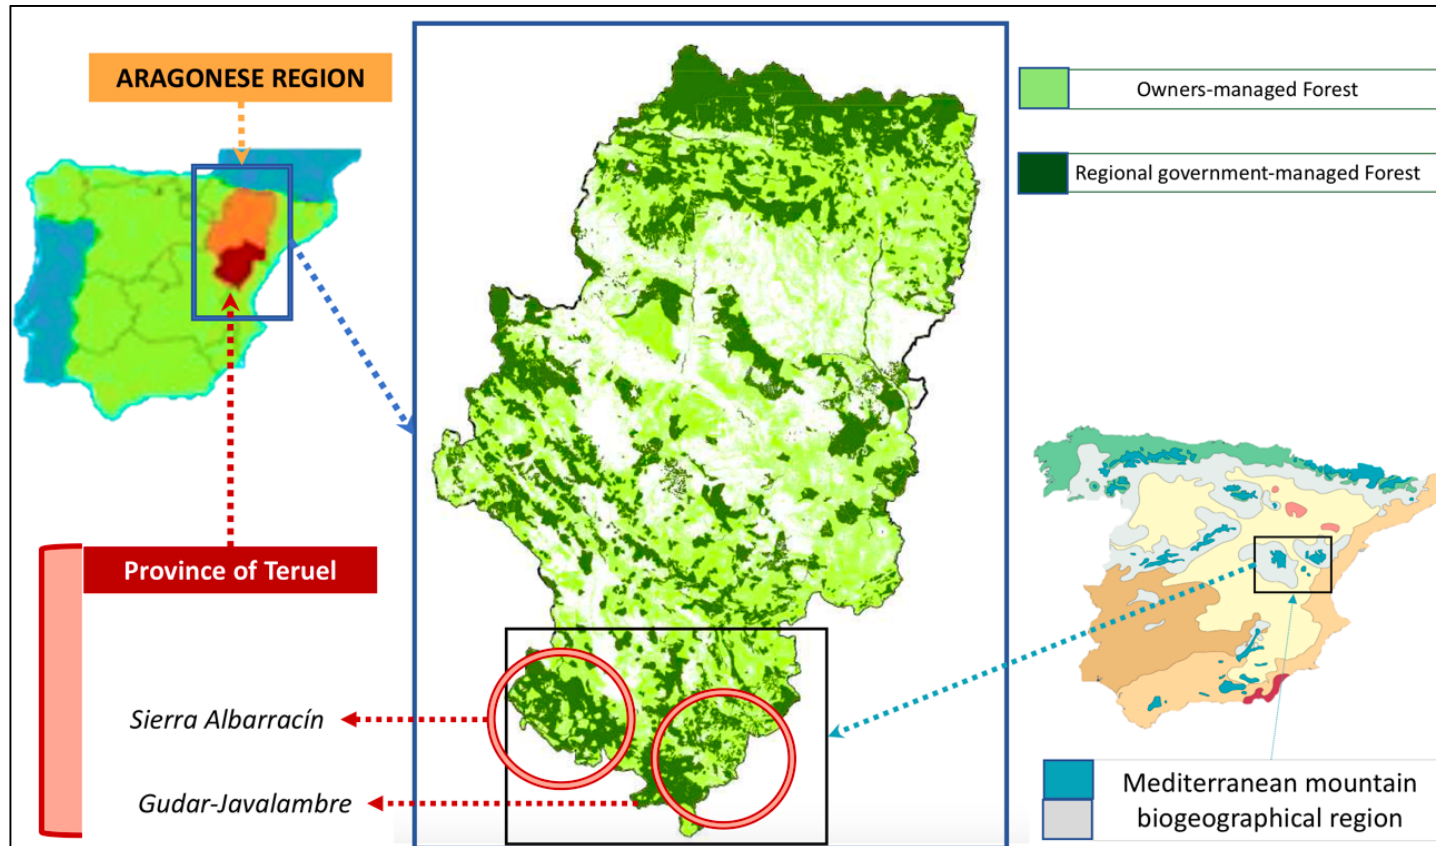 ARAGONESE REGION
Owners-managed Forest
Regional government-managed Forest
Province of Teruel
Sierra Albarracín
Gudar-Javalambre
Mediterranean mountain
biogeographical region